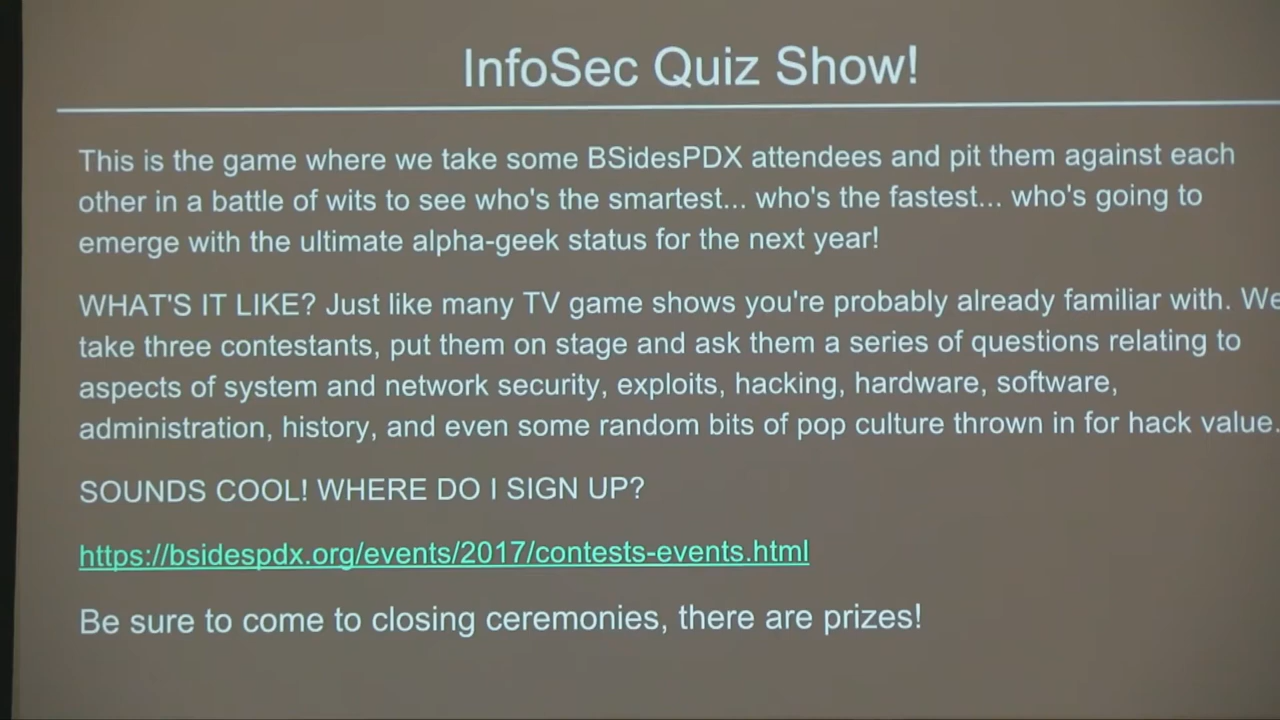 InfoSec Quiz Show!
This is the game where we take some BSidesPDX attendees and pit them against each
other in a battle of wits to see who's the smartest... who's the fastest... who's going to
emerge with the ultimate alpha-geek status for the next year!
WHAT'S IT LIKE? Just like many TV game shows you're probably already familiar with. We
take three contestants, put them on stage and ask them a series of questions relating to
aspects of system and network security, exploits, hacking, hardware, software,
administration, history, and even some random bits of pop culture thrown in for hack value.
SOUNDS COOL! WHERE DO I SIGN UP?
https://bsidespdx.org/events/2017/contests-events.html
Be sure to come to closing ceremonies, there are prizes!